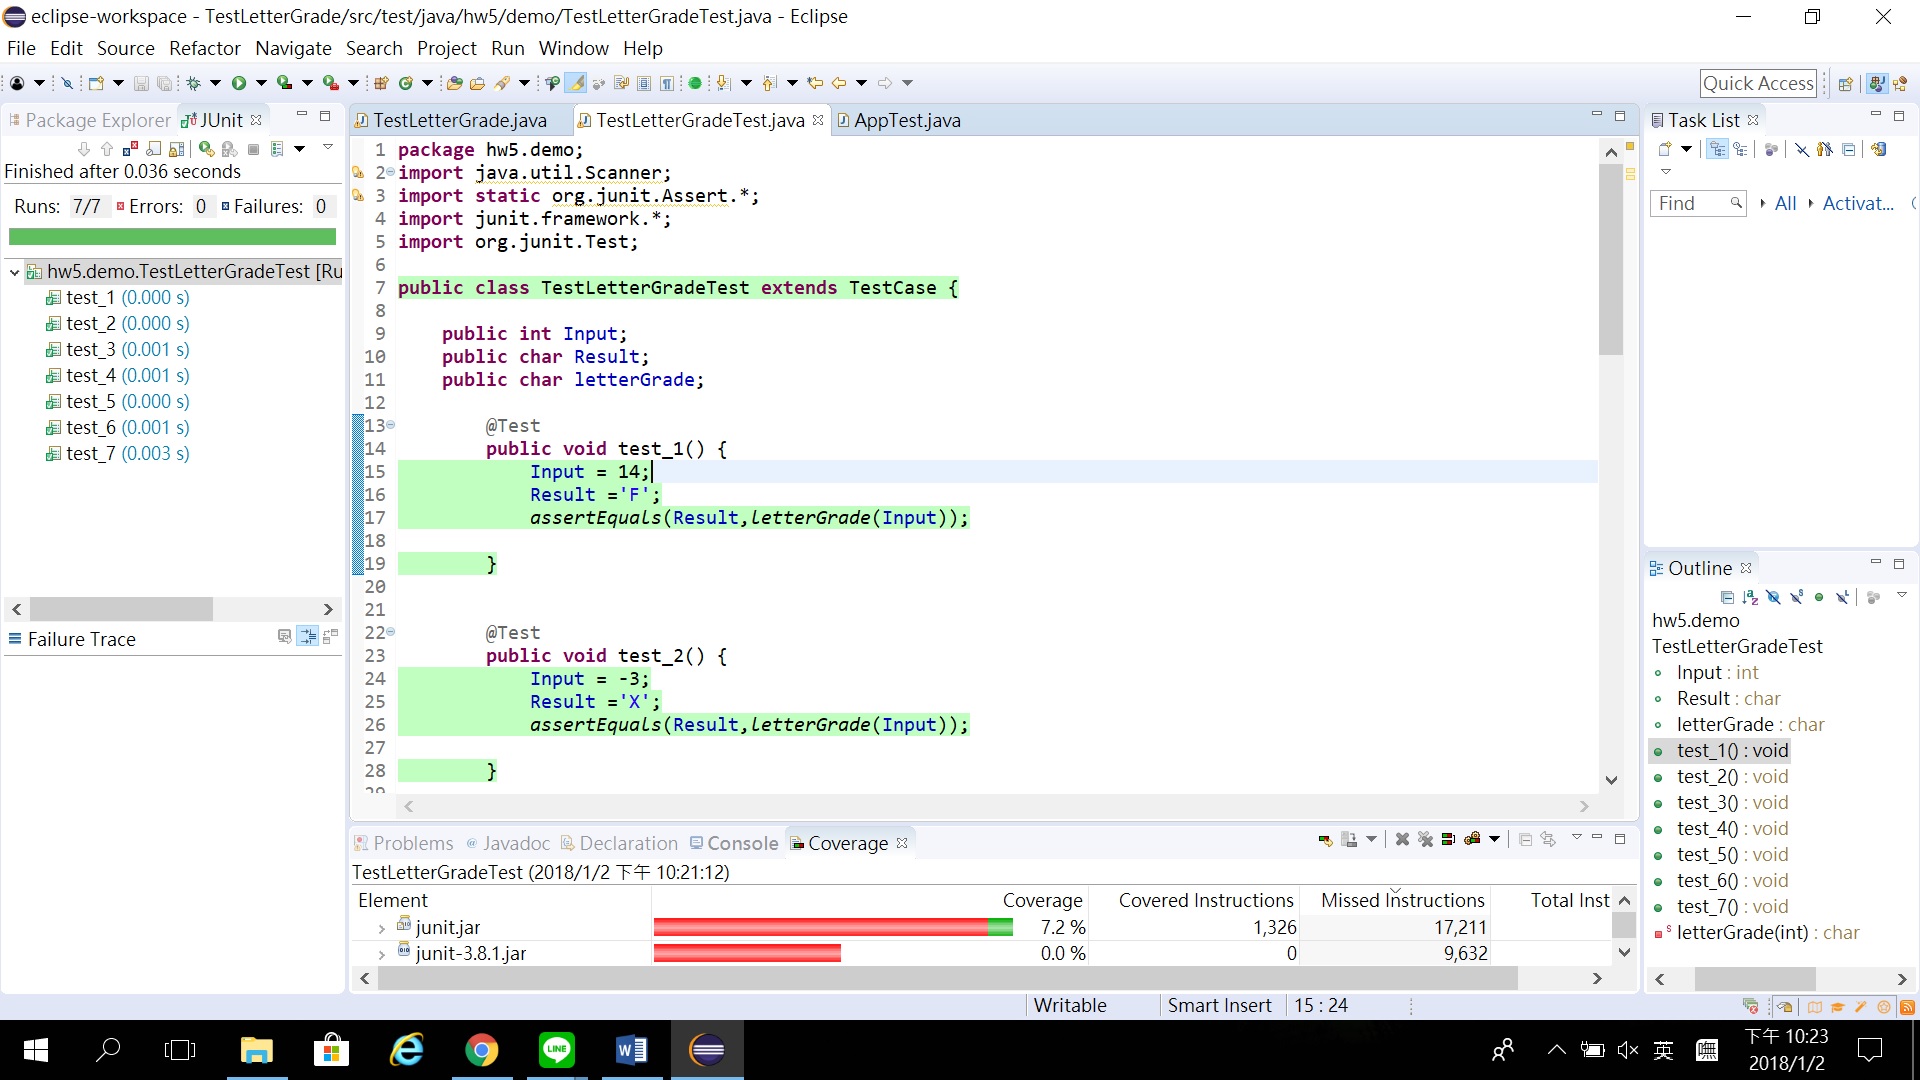 eclipse-workspace - TestLetterGrade/src/test/java/hw5/demo/TestLetterGradeTest.java - Eclipse
File Edit Source Refactor Navigate Search Project Run Window Help
Quick Access
Package Explorer JUnit
Finished after 0.036 seconds
Runs: 7/7 Errors: 0 Failures: 0
hw5.demo.TestLetterGradeTest [Ru
test_1 (0.000 s)
test_2 (0.000 s)
test_3 (0.001 s)
test_4 (0.001 s)
test_5 (0.000 s)
test_6 (0.001 s)
test_7 (0.003 s)
Failure Trace
TestLetterGrade.java TestLetterGradeTest.java AppTest.java
1 package hw5.demo;
2 import java.util.Scanner;
3 import static org.junit.Assert.*;
4 import junit.framework.*;
5 import org.junit.Test;
6
7 public class TestLetterGradeTest extends TestCase {
8
9 public int Input;
10 public char Result;
11 public char letterGrade;
12
13 @Test
14 public void test_1() {
15 Input = 14;
16 Result ='F';
17 assertEquals(Result,letterGrade(Input));
18
19 }
20
21
22 @Test
23 public void test_2() {
24 Input = -3;
25 Result ='X';
26 assertEquals(Result,letterGrade(Input));
27
28 }
29
Problems Javadoc Declaration Console Coverage
TestLetterGradeTest (2018/1/2 下午 10:21:12)
Element Coverage Covered Instructions Missed Instructions Total Inst
junit.jar 7.2 % 1,326 17,211
junit-3.8.1.jar 0.0 % 0 9,632
Task List
Find All Activat...
Outline
hw5.demo
TestLetterGradeTest
Input : int
Result : char
letterGrade : char
test_1() : void
test_2() : void
test_3() : void
test_4() : void
test_5() : void
test_6() : void
test_7() : void
letterGrade(int) : char
Writable Smart Insert 15 : 24
LINE
英
下午 10:23
2018/1/2